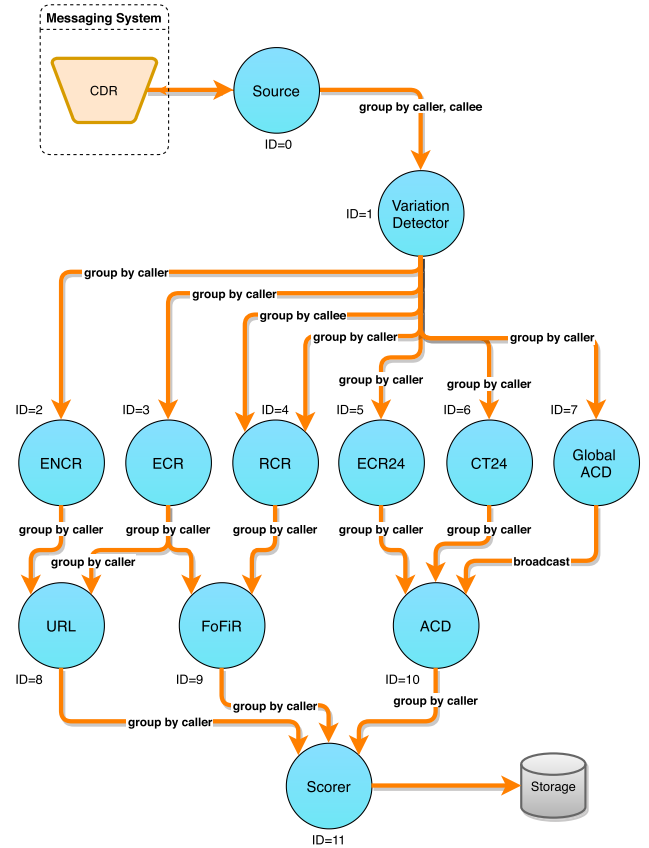 Messaging System
CDR
Source
group by caller, callee
ID=0
ID=1
Variation
Detector
group by caller
group by caller
group by callee
group by caller
group by caller
group by caller
group by caller
ID=2
ID=3
ID=4
ID=5
ID=6
ID=7
ENCR
ECR
RCR
ECR24
CT24
Global
ACD
group by caller
group by caller
group by caller
group by caller
group by caller
group by caller
broadcast
URL
FoFiR
ACD
ID=8
ID=9
ID=10
group by caller
group by caller
group by caller
Scorer
Storage
ID=11